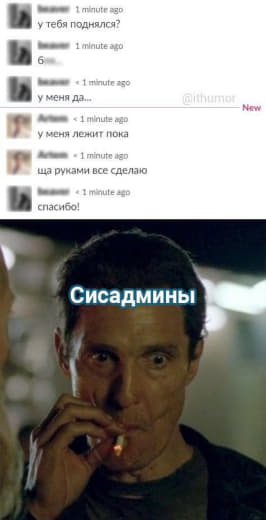 1 minute ago
у тебя поднялся?
1 minute ago
б
< 1 minute ago
у меня да...
@ithumor
New
< 1 minute ago
у меня лежит пока
< 1 minute ago
ща руками все сделаю
< 1 minute ago
спасибо!
Сисадмины